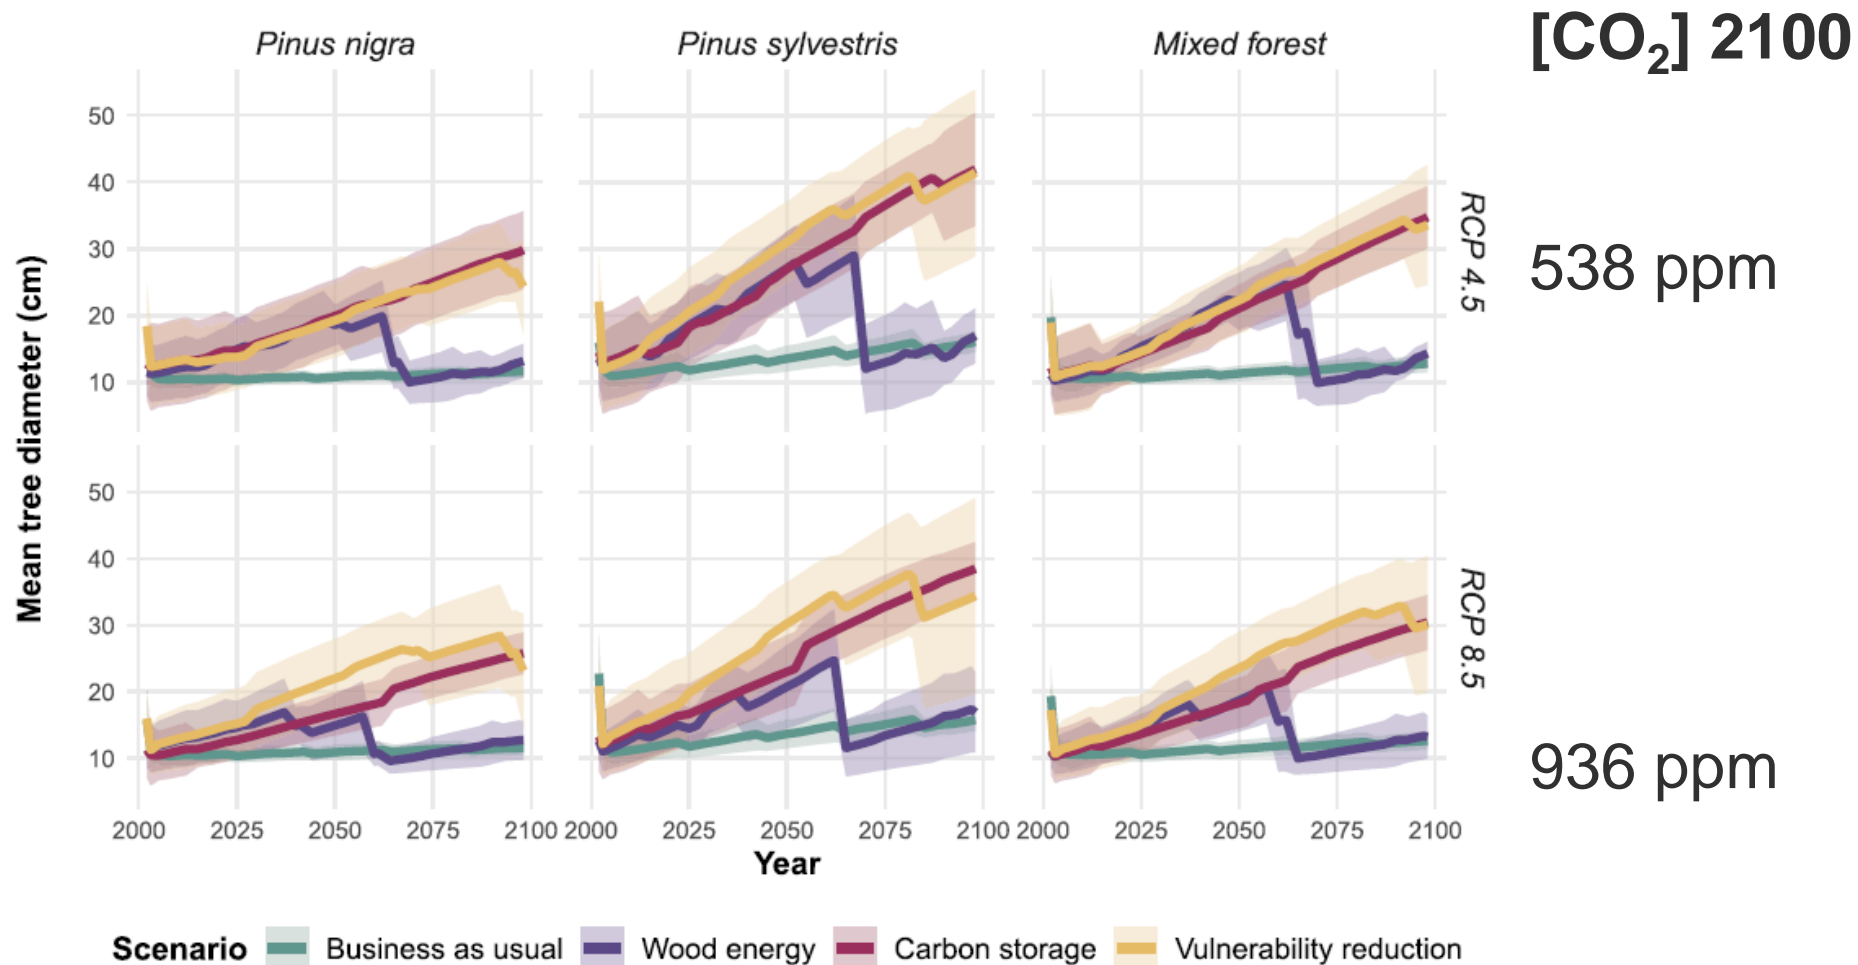 Pinus nigra
Pinus sylvestris
Mixed forest
[CO₂] 2100
50
40
30
20
10
RCP 4.5
538 ppm
Mean tree diameter (cm)
50
40
30
20
10
RCP 8.5
936 ppm
2000 2025 2050 2075 2100 2000 2025 2050 2075 2100 2000 2025 2050 2075 2100
Year
Scenario Business as usual Wood energy Carbon storage Vulnerability reduction